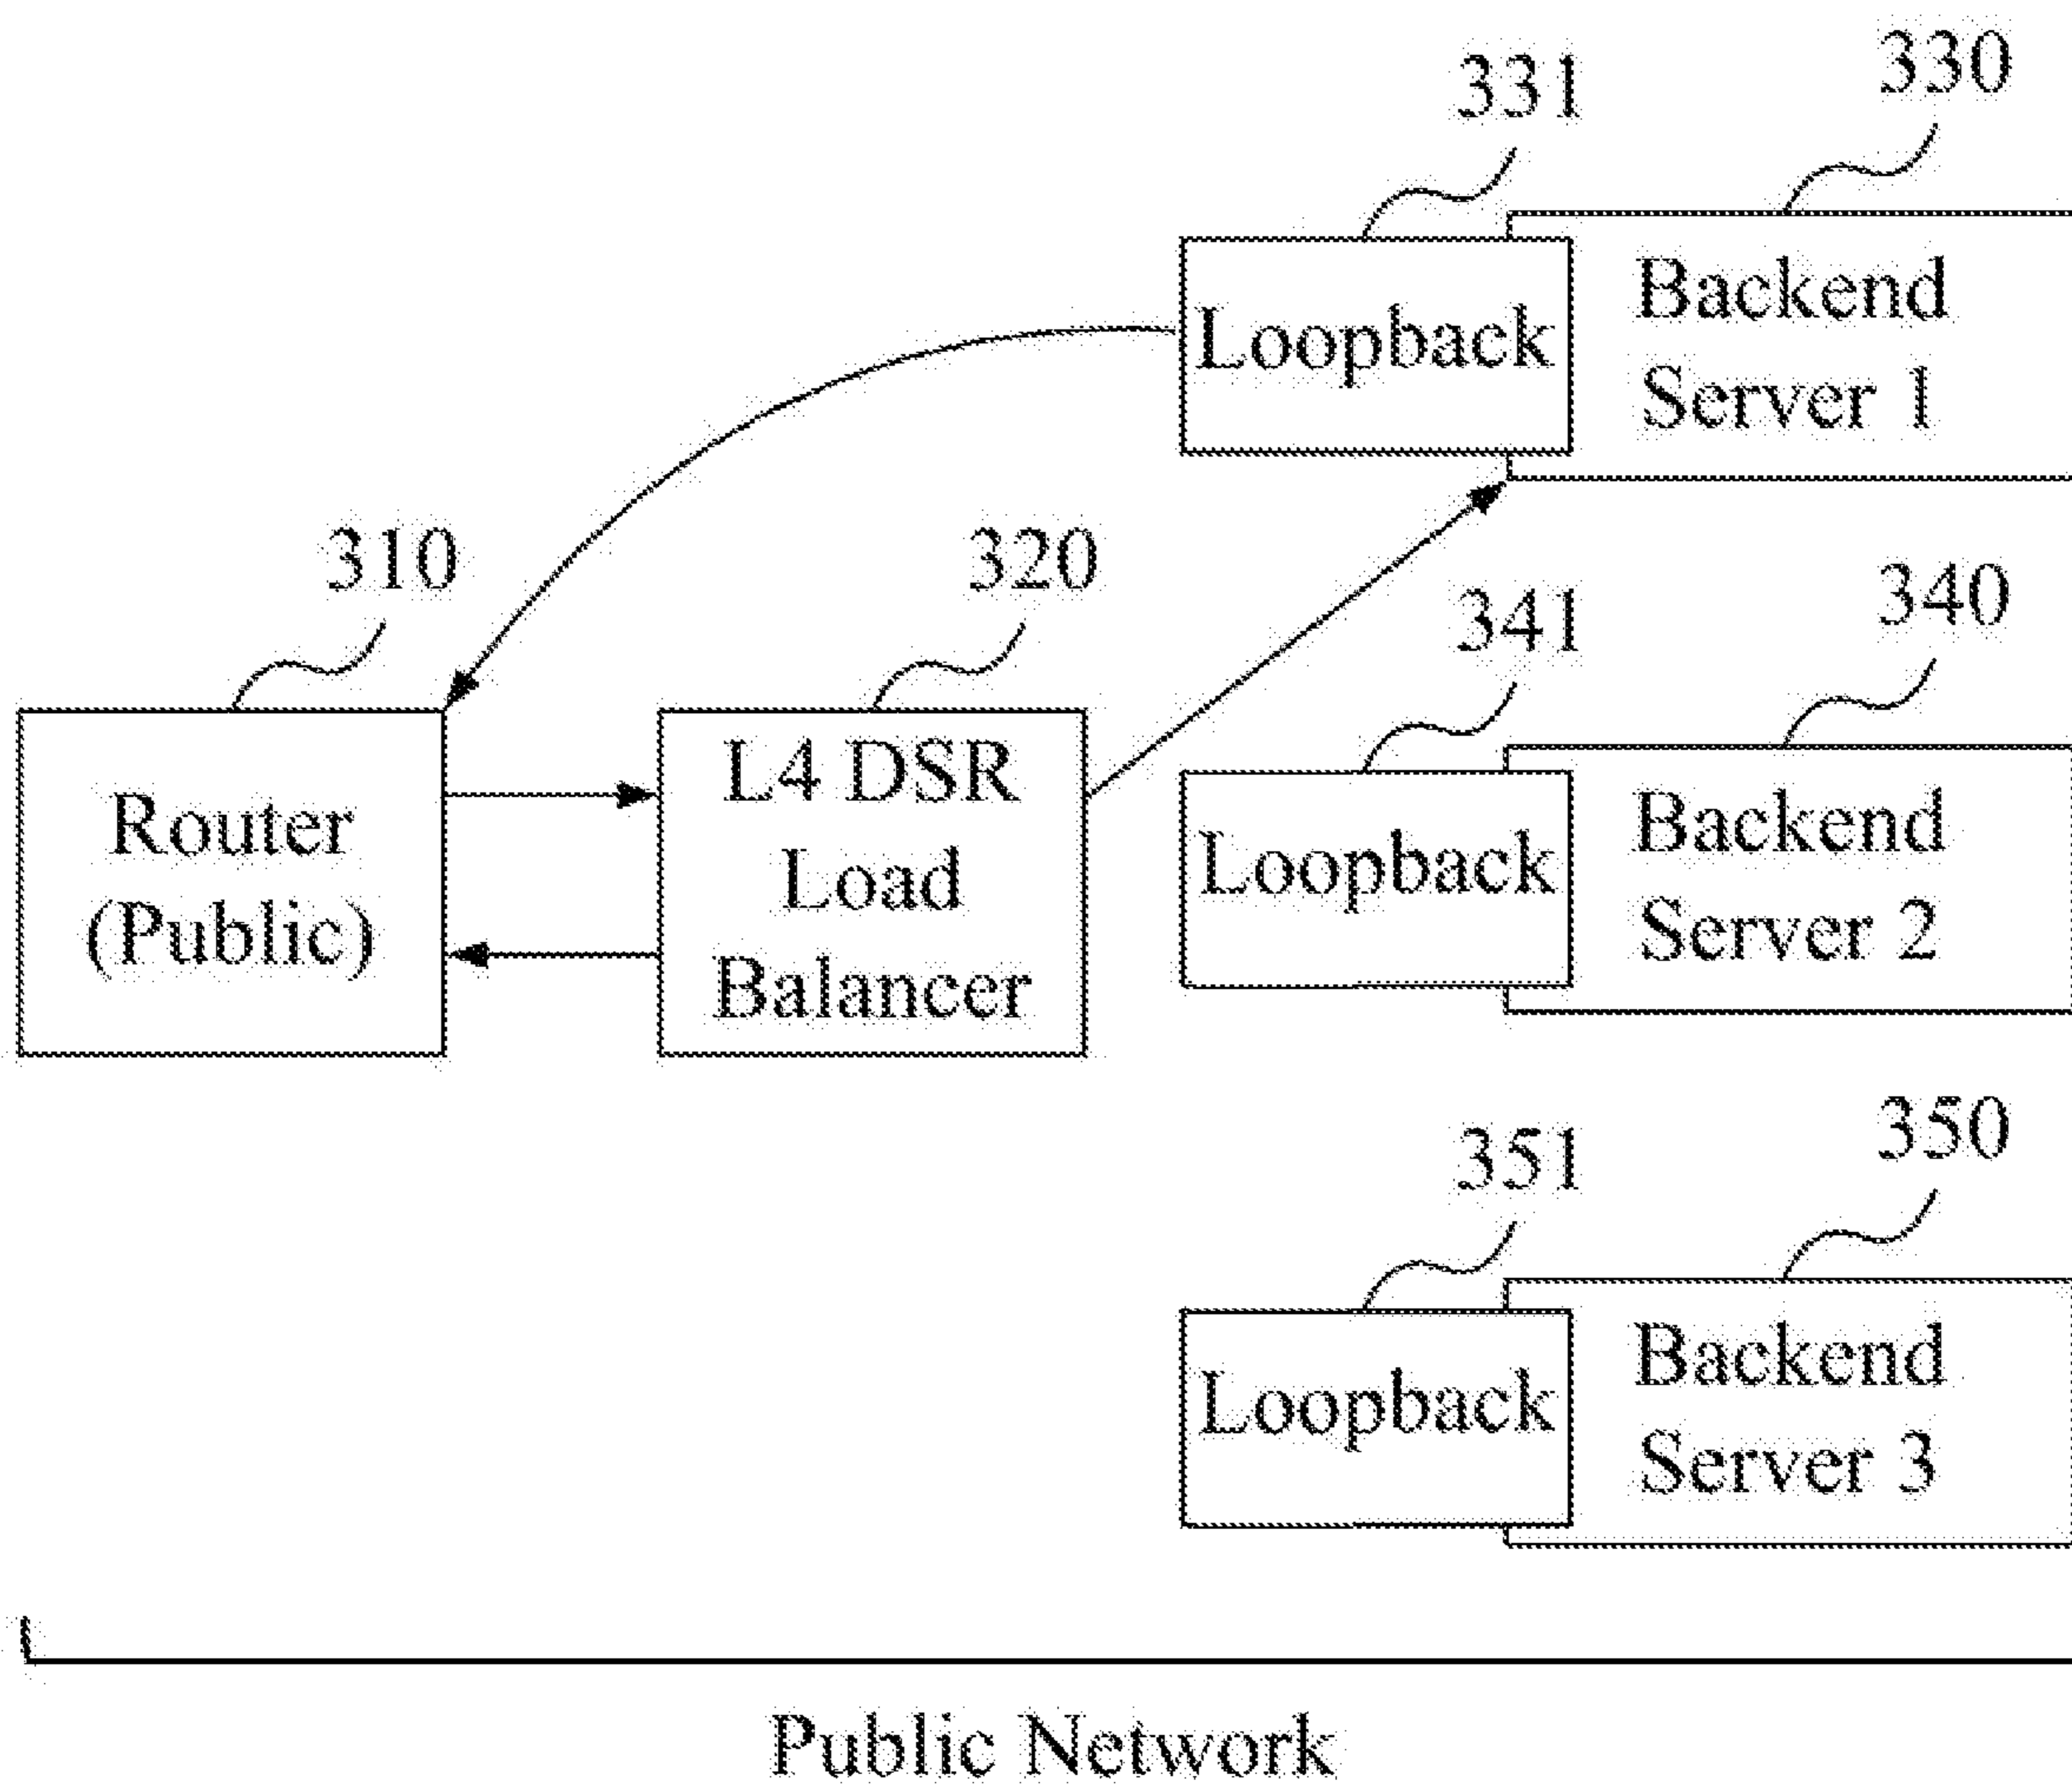 330
331
Backend
Server 1
Loopback
310
320
340
341
Router
(Public)
L4 DSR
Load
Balancer
Backend
Server 2
Loopback
350
351
Backend
Server 3
Loopback
Public Network